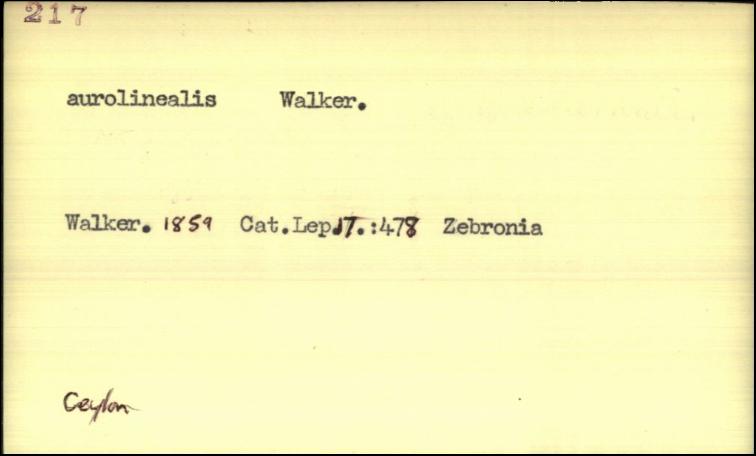 217
aurolinealis Walker.
Walker. 1859 Cat.Lep.17.:478 Zebronia
Ceylon